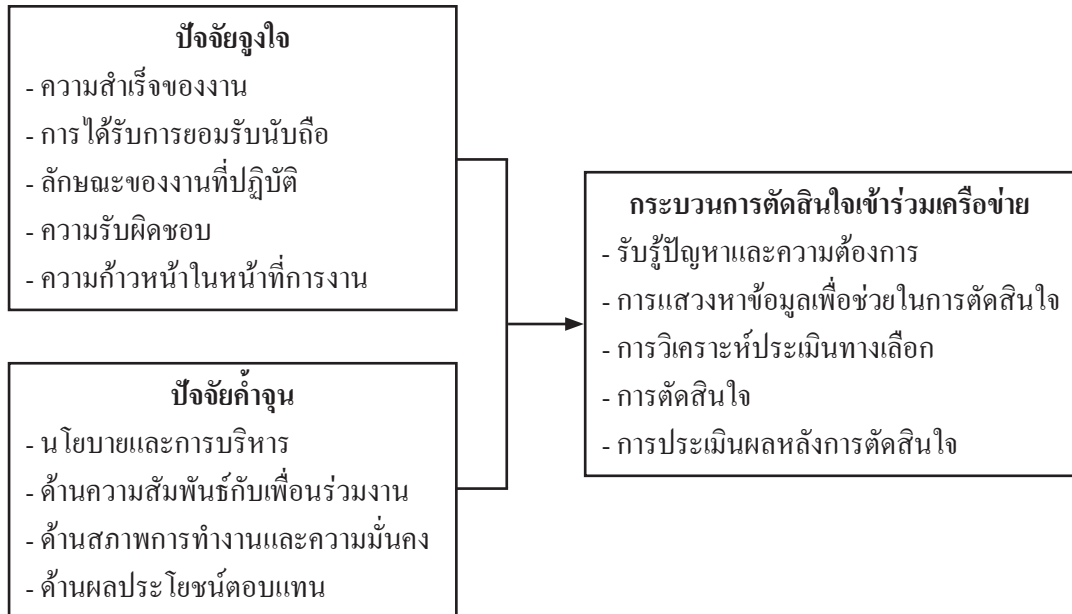 ปัจจัยจูงใจ
- ความสำเร็จของงาน
- การได้รับการยอมรับนับถือ
- ลักษณะของงานที่ปฏิบัติ
- ความรับผิดชอบ
- ความก้าวหน้าในหน้าที่การงาน
ปัจจัยค้ำจุน
- นโยบายและการบริหาร
- ด้านความสัมพันธ์กับเพื่อนร่วมงาน
- ด้านสภาพการทำงานและความมั่นคง
- ด้านผลประโยชน์ตอบแทน
กระบวนการตัดสินใจเข้าร่วมเครือข่าย
- รับรู้ปัญหาและความต้องการ
- การแสวงหาข้อมูลเพื่อช่วยในการตัดสินใจ
- การวิเคราะห์ประเมินทางเลือก
- การตัดสินใจ
- การประเมินผลหลังการตัดสินใจ